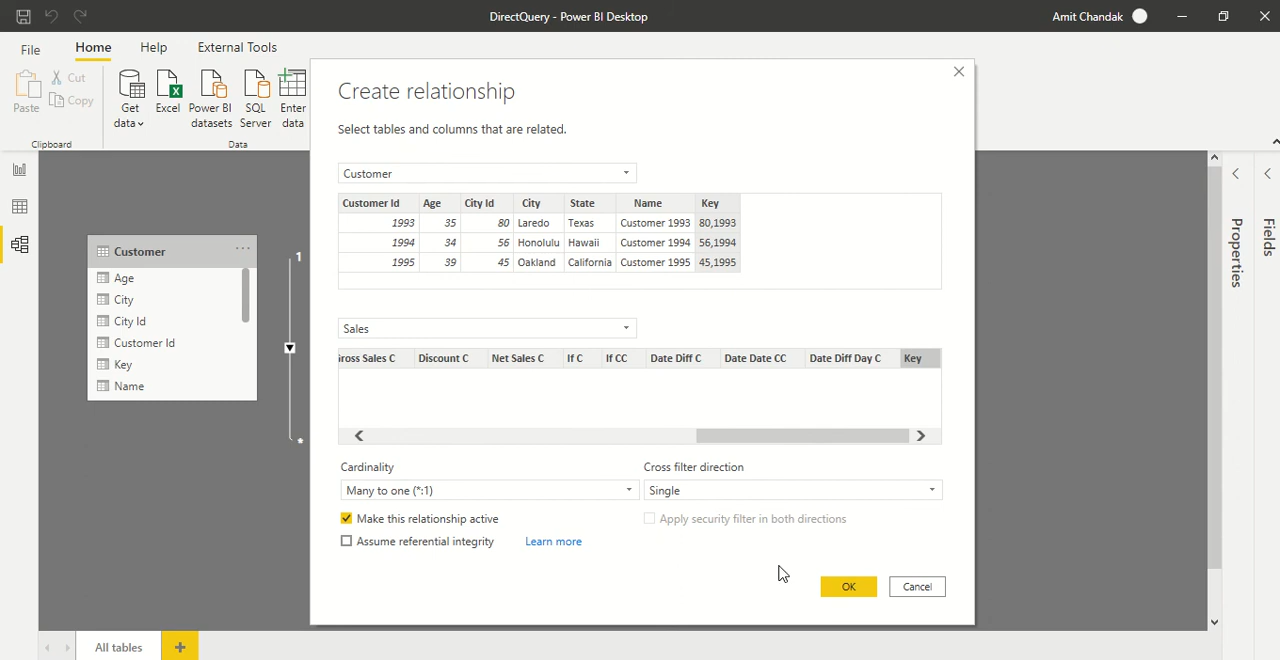 DirectQuery - Power BI Desktop
Amit Chandak
File Home Help External Tools
Paste
Cut
Copy
Clipboard
Get data
Excel
Power BI datasets
SQL Server
Enter data
Data
Create relationship
Select tables and columns that are related.
Customer
Customer Id Age City Id City State Name Key
1993 35 80 Laredo Texas Customer 1993 80,1993
1994 34 56 Honolulu Hawaii Customer 1994 56,1994
1995 39 45 Oakland California Customer 1995 45,1995
Sales
iross Sales C Discount C Net Sales C If C If CC Date Diff C Date Date CC Date Diff Day C Key
Cardinality
Many to one (*:1)
Cross filter direction
Single
Make this relationship active
Apply security filter in both directions
Assume referential integrity
Learn more
OK
Cancel
Customer
Age
City
City Id
Customer Id
Key
Name
1
*
Properties
Fields
All tables
+